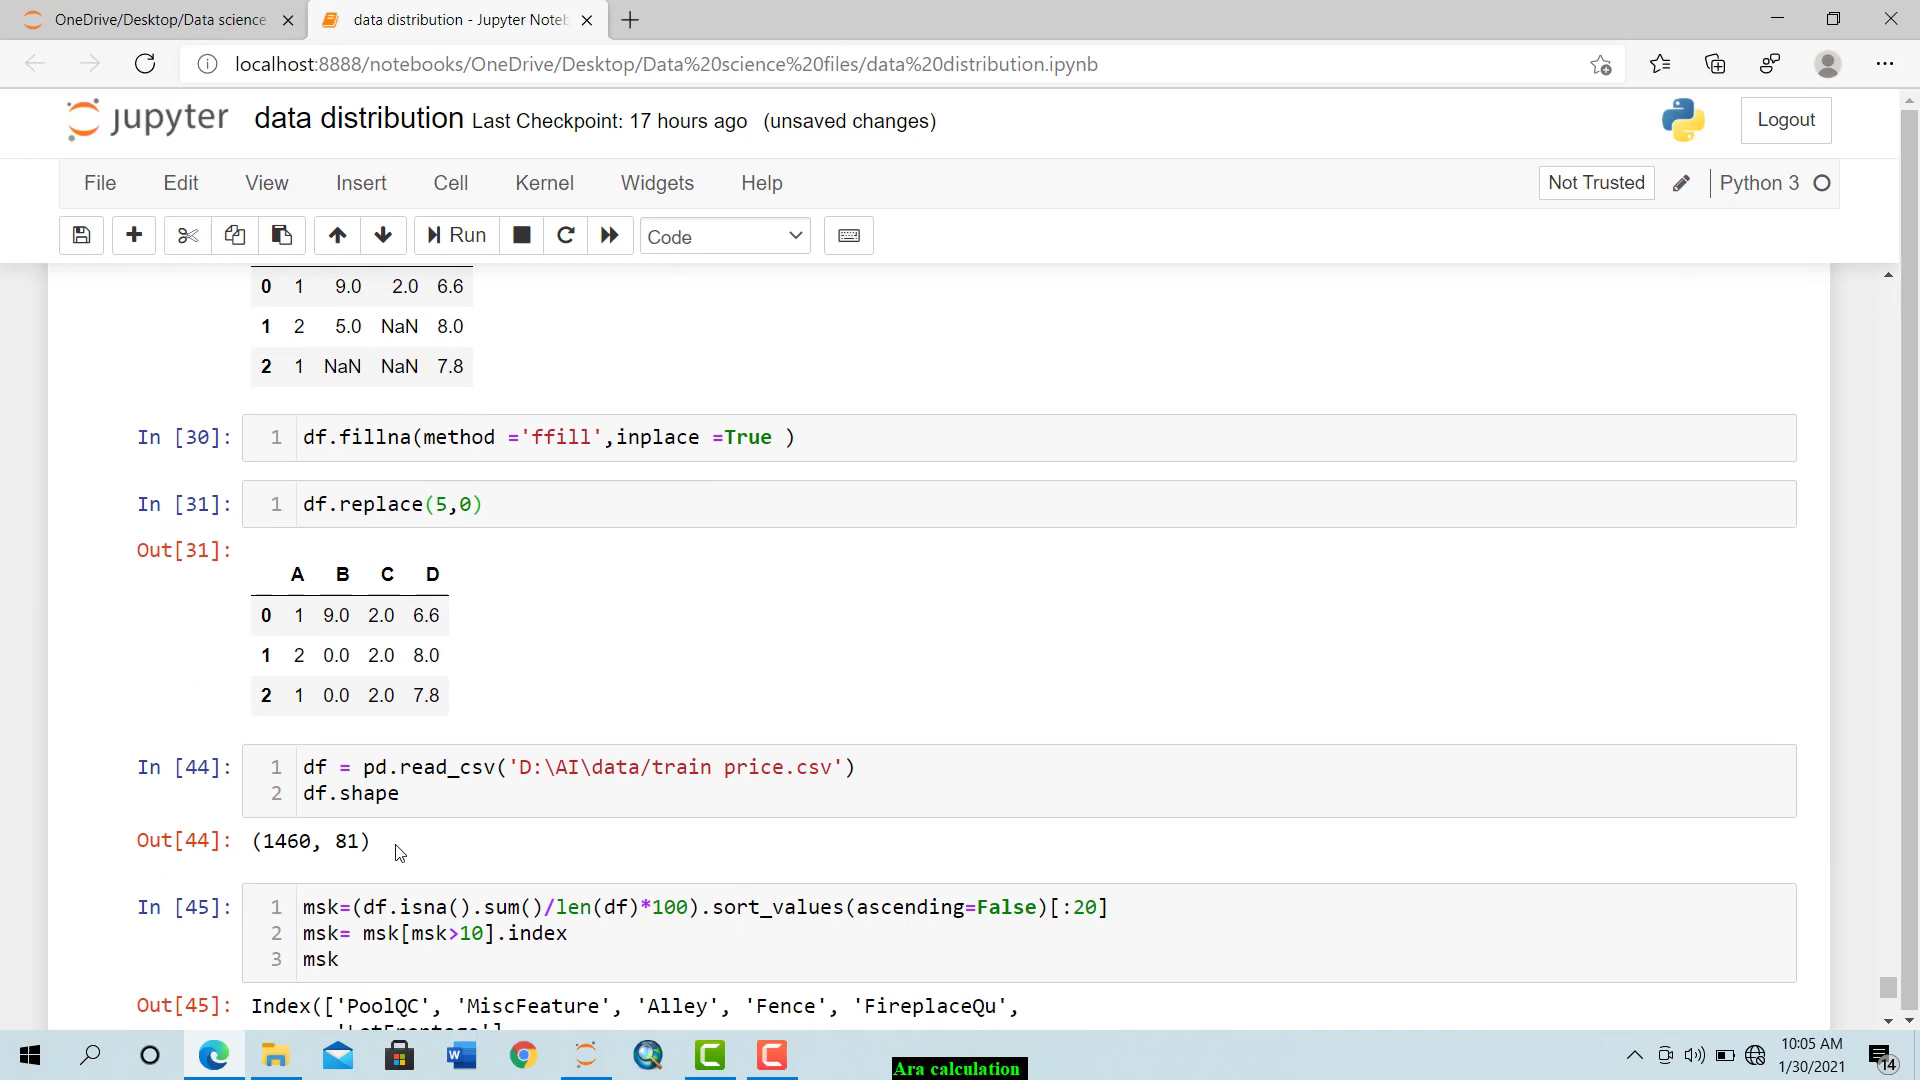 OneDrive/Desktop/Data science
data distribution - Jupyter Noteb
localhost:8888/notebooks/OneDrive/Desktop/Data%20science%20files/data%20distribution.ipynb
jupyter data distribution Last Checkpoint: 17 hours ago (unsaved changes)
Logout
File Edit View Insert Cell Kernel Widgets Help
Not Trusted
Python 3
Run
Code
0 1 9.0 2.0 6.6
1 2 5.0 NaN 8.0
2 1 NaN NaN 7.8
In [30]: 1 df.fillna(method ='ffill',inplace =True )
In [31]: 1 df.replace(5,0)
Out[31]:
A B C D
0 1 9.0 2.0 6.6
1 2 0.0 2.0 8.0
2 1 0.0 2.0 7.8
In [44]: 1 df = pd.read_csv('D:\AI\data/train price.csv')
2 df.shape
Out[44]: (1460, 81)
In [45]: 1 msk=(df.isna().sum()/len(df)*100).sort_values(ascending=False)[:20]
2 msk= msk[msk>10].index
3 msk
Out[45]: Index(['PoolQC', 'MiscFeature', 'Alley', 'Fence', 'FireplaceQu',
10:05 AM
1/30/2021
14
Ara calculation